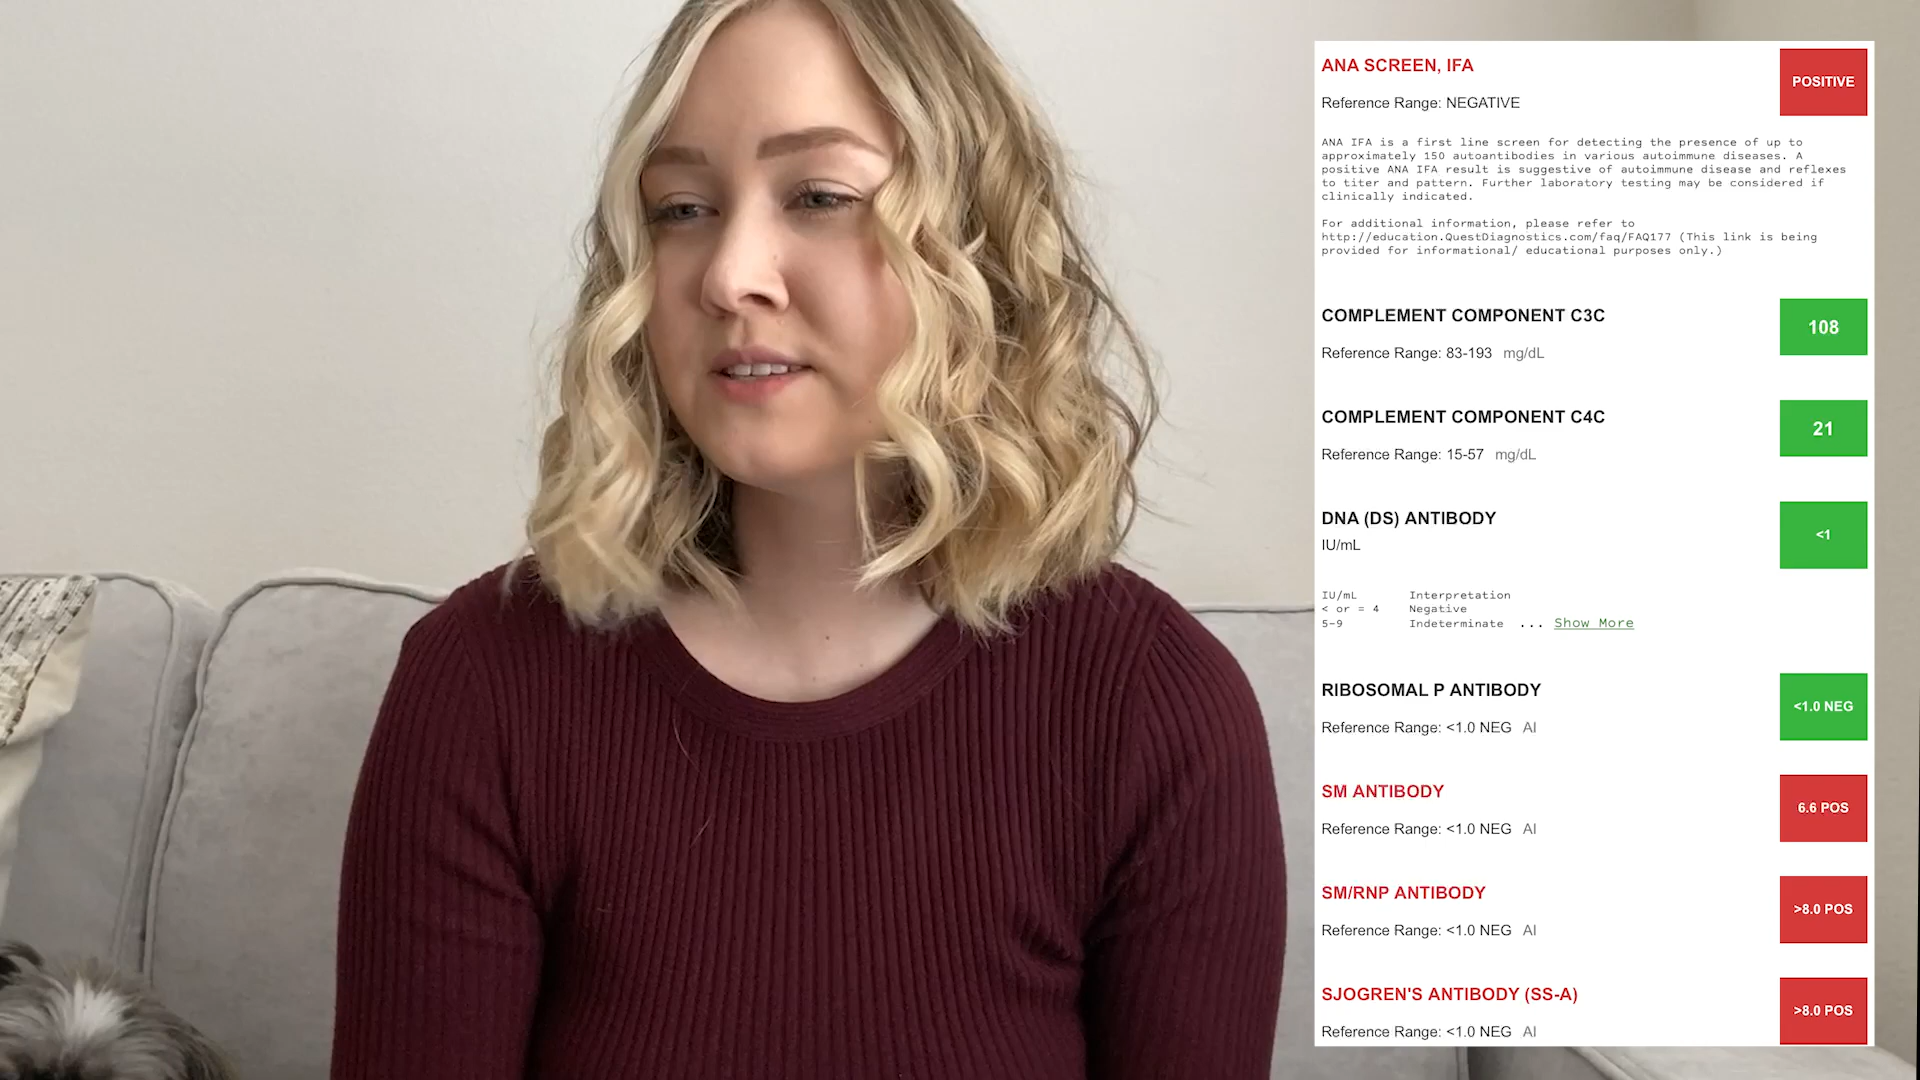 ANA SCREEN, IFA
POSITIVE
Reference Range: NEGATIVE
ANA IFA is a first line screen for detecting the presence of up to
approximately 150 autoantibodies in various autoimmune diseases. A
positive ANA IFA result is suggestive of autoimmune disease and reflexes
to titer and pattern. Further laboratory testing may be considered if
clinically indicated.
For additional information, please refer to
http://education.QuestDiagnostics.com/faq/FAQ177 (This link is being
provided for informational/ educational purposes only.)
COMPLEMENT COMPONENT C3C
108
Reference Range: 83-193 mg/dL
COMPLEMENT COMPONENT C4C
21
Reference Range: 15-57 mg/dL
DNA (DS) ANTIBODY
<1
IU/mL
IU/mL Interpretation
< or = 4 Negative
5-9 Indeterminate ... Show More
RIBOSOMAL P ANTIBODY
<1.0 NEG
Reference Range: <1.0 NEG AI
SM ANTIBODY
6.6 POS
Reference Range: <1.0 NEG AI
SM/RNP ANTIBODY
>8.0 POS
Reference Range: <1.0 NEG AI
SJOGREN'S ANTIBODY (SS-A)
>8.0 POS
Reference Range: <1.0 NEG AI